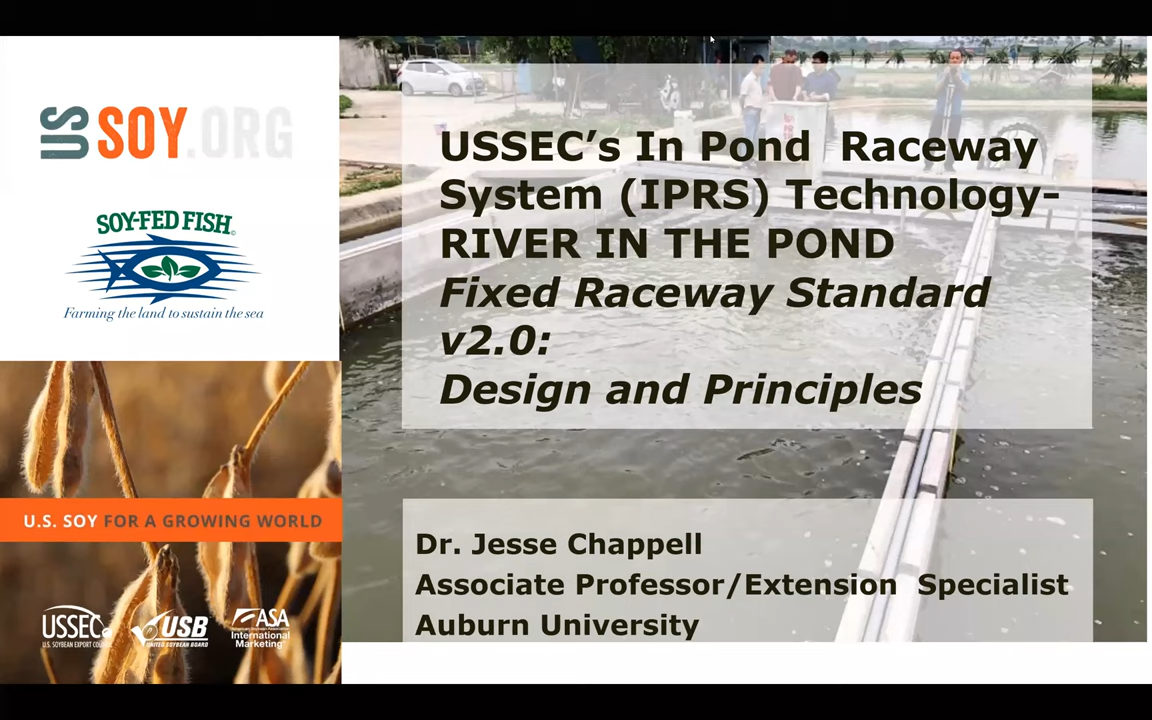 US SOY.ORG
SOY-FED FISH
Farming the land to sustain the sea
U.S. SOY FOR A GROWING WORLD
USSEC
U.S. SOYBEAN EXPORT COUNCIL
USB
UNITED SOYBEAN BOARD
ASA
International
Marketing
USSEC’s In Pond Raceway
System (IPRS) Technology-
RIVER IN THE POND
Fixed Raceway Standard
v2.0:
Design and Principles
Dr. Jesse Chappell
Associate Professor/Extension Specialist
Auburn University